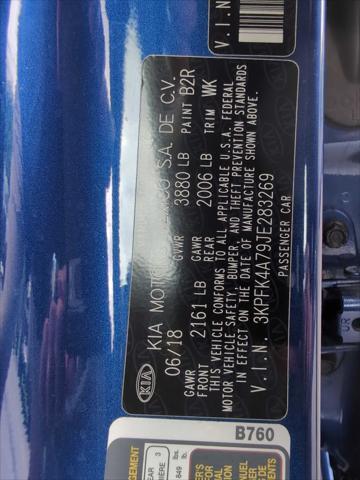 KIA MOTORS MEXICO S.A. DE C.V.
06/18 GVWR 3880 LB PAINT B2R
GAWR FRONT 2161 LB GAWR REAR 2006 LB TRIM WK
THIS VEHICLE CONFORMS TO ALL APPLICABLE U.S.A. FEDERAL
MOTOR VEHICLE SAFETY, BUMPER, AND THEFT PREVENTION STANDARDS
IN EFFECT ON THE DATE OF MANUFACTURE SHOWN ABOVE.
V.I.N. 3KPFK4A79JE283269
PASSENGER CAR
KIA
V.I.N.
B760